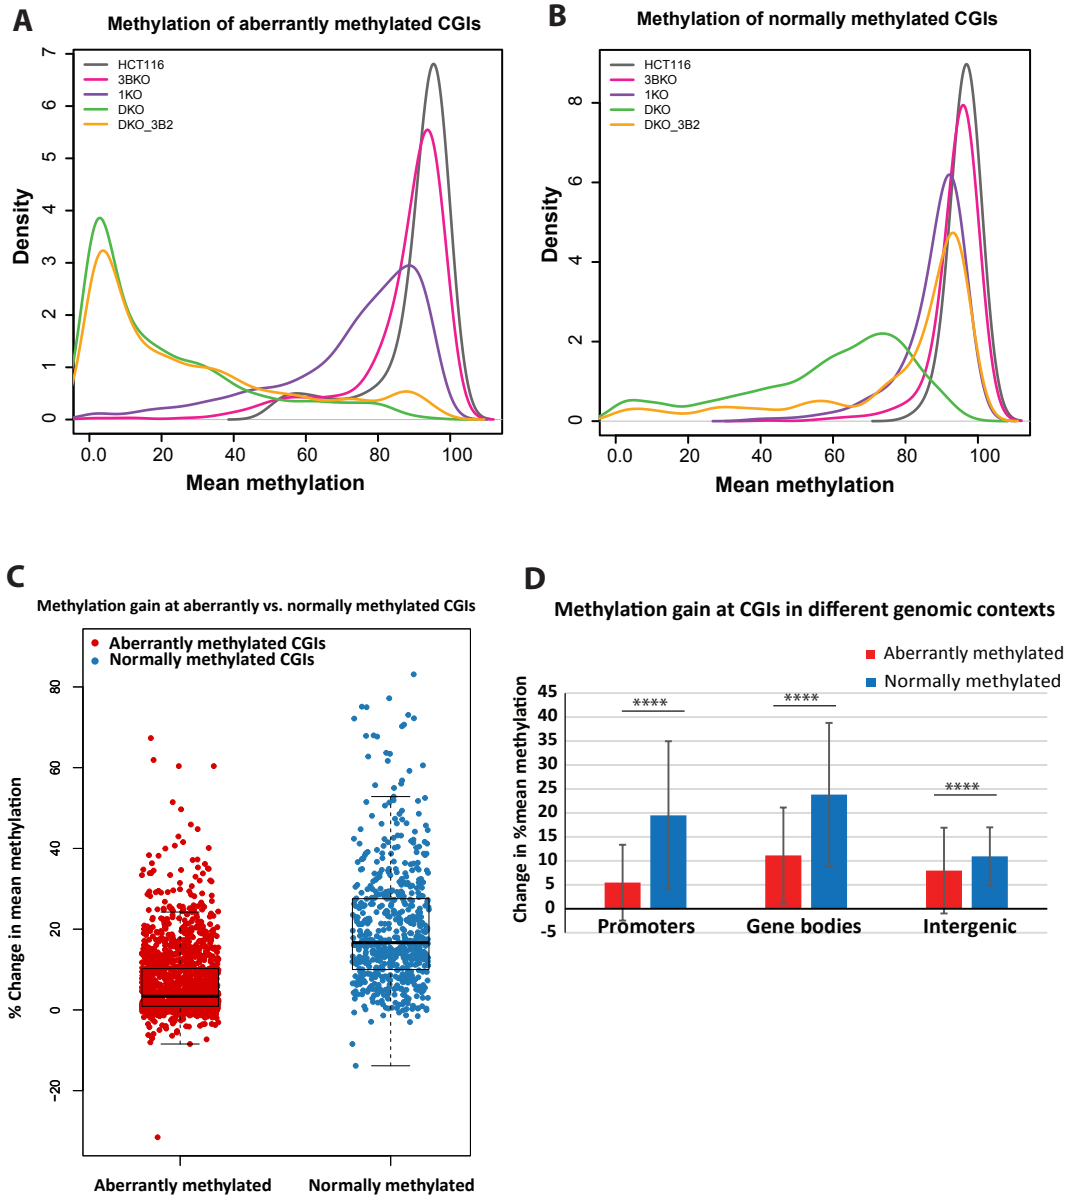 A
Methylation of aberrantly methylated CGIs
HCT116
3BKO
1KO
DKO
DKO_3B2
Density
7
6
5
4
3
2
1
0
0.0 20 40 60 80 100
Mean methylation
B
Methylation of normally methylated CGIs
HCT116
3BKO
1KO
DKO
DKO_3B2
Density
8
6
4
2
0
0.0 20 40 60 80 100
Mean methylation
C
Methylation gain at aberrantly vs. normally methylated CGIs
Aberrantly methylated CGIs
Normally methylated CGIs
% Change in mean methylation
80
60
40
20
0
-20
Aberrantly methylated Normally methylated
D
Methylation gain at CGIs in different genomic contexts
Aberrantly methylated
Normally methylated
Change in %mean methylation
45
40
35
30
25
20
15
10
5
0
-5
**** **** ****
Promoters Gene bodies Intergenic